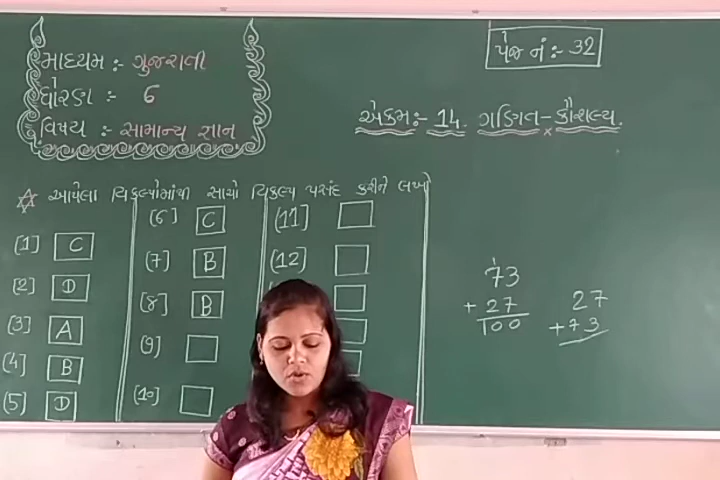 માધ્યમ :- ગુજરાતી
ધોરણ :- 6
વિષય :- સામાન્ય જ્ઞાન
પેજ નં:- 32
એકમ:- 14. ગણિત-કૌશલ્ય.
આપેલા વિકલ્પોમાંથી સાચો વિકલ્પ પસંદ કરીને લખો
[1] C
[2] D
(3) A
[4] B
(5) D
[6] C
[7] B
[8] B
[9]
[10]
[11]
[12]
1
73
+ 27
100
27
+73